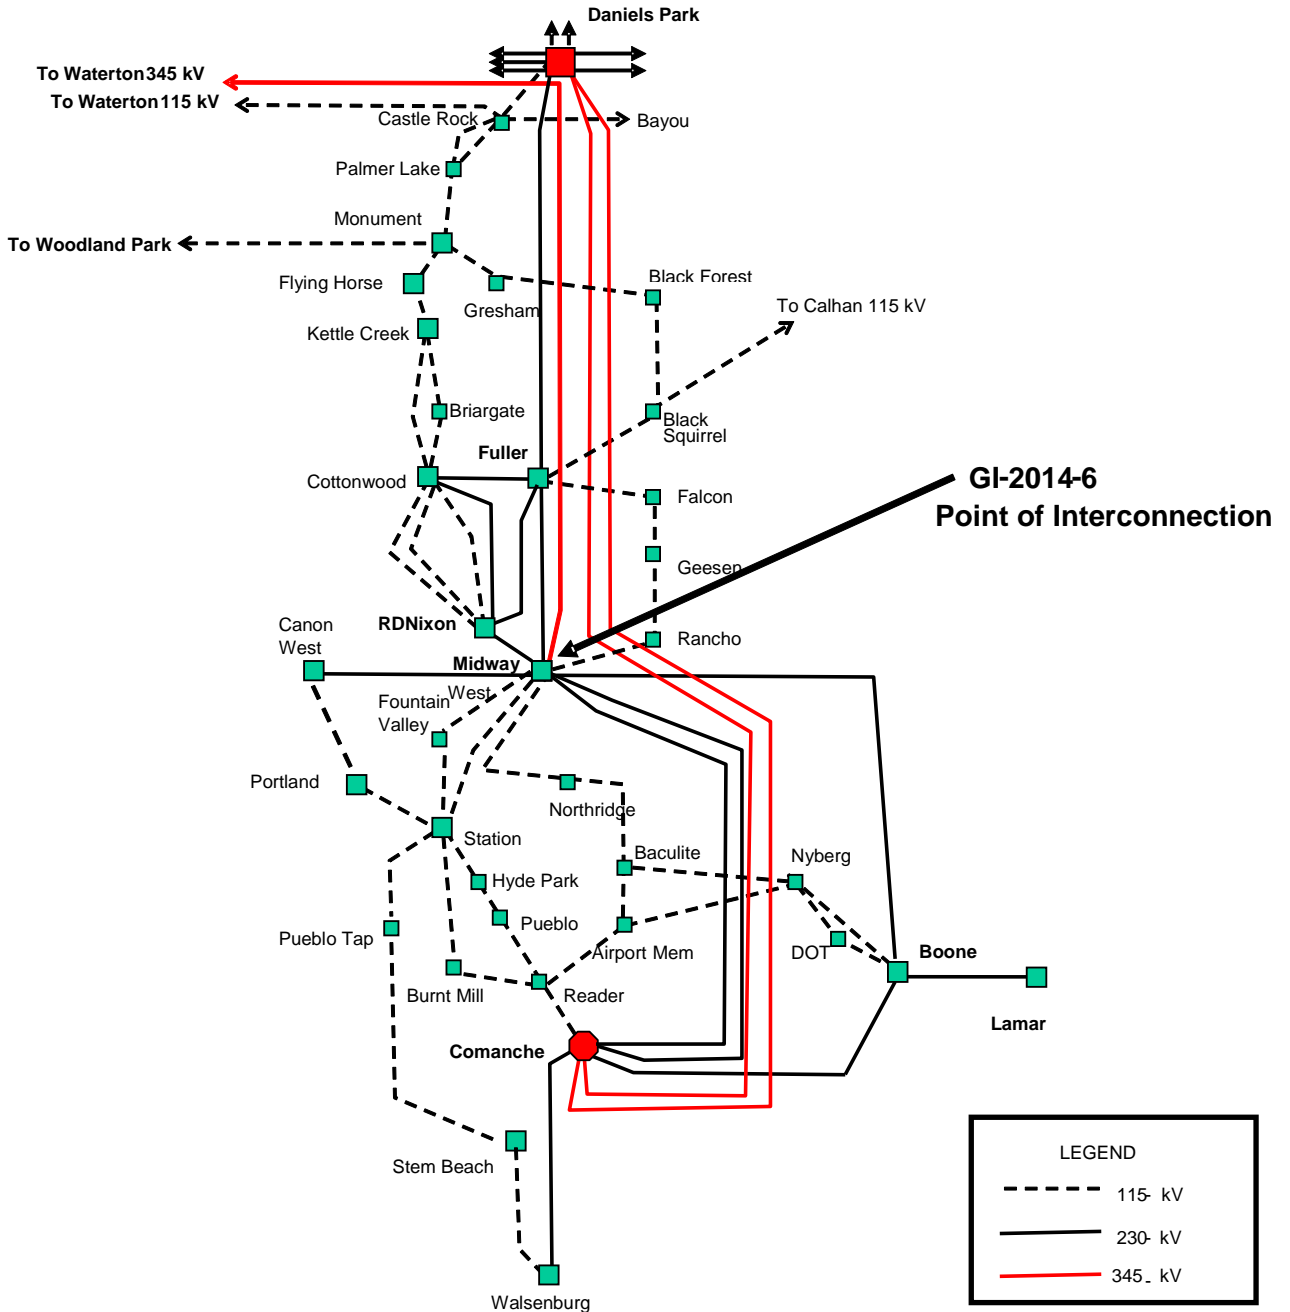 Daniels Park
To Waterton 345 kV
To Waterton 115 kV
Castle Rock
Bayou
Palmer Lake
Monument
To Woodland Park
Flying Horse
Black Forest
Gresham
To Calhan 115 kV
Kettle Creek
Briargate
Black
Squirrel
Fuller
Cottonwood
GI-2014-6
Point of Interconnection
Falcon
Geesen
RDNixon
Canon
West
Rancho
Midway
West
Fountain
Valley
Portland
Northridge
Station
Baculite
Nyberg
Hyde Park
Pueblo
Pueblo Tap
Airport Mem
DOT
Boone
Burnt Mill
Reader
Lamar
Comanche
Stem Beach
LEGEND
115- kV
230- kV
345- kV
Walsenburg